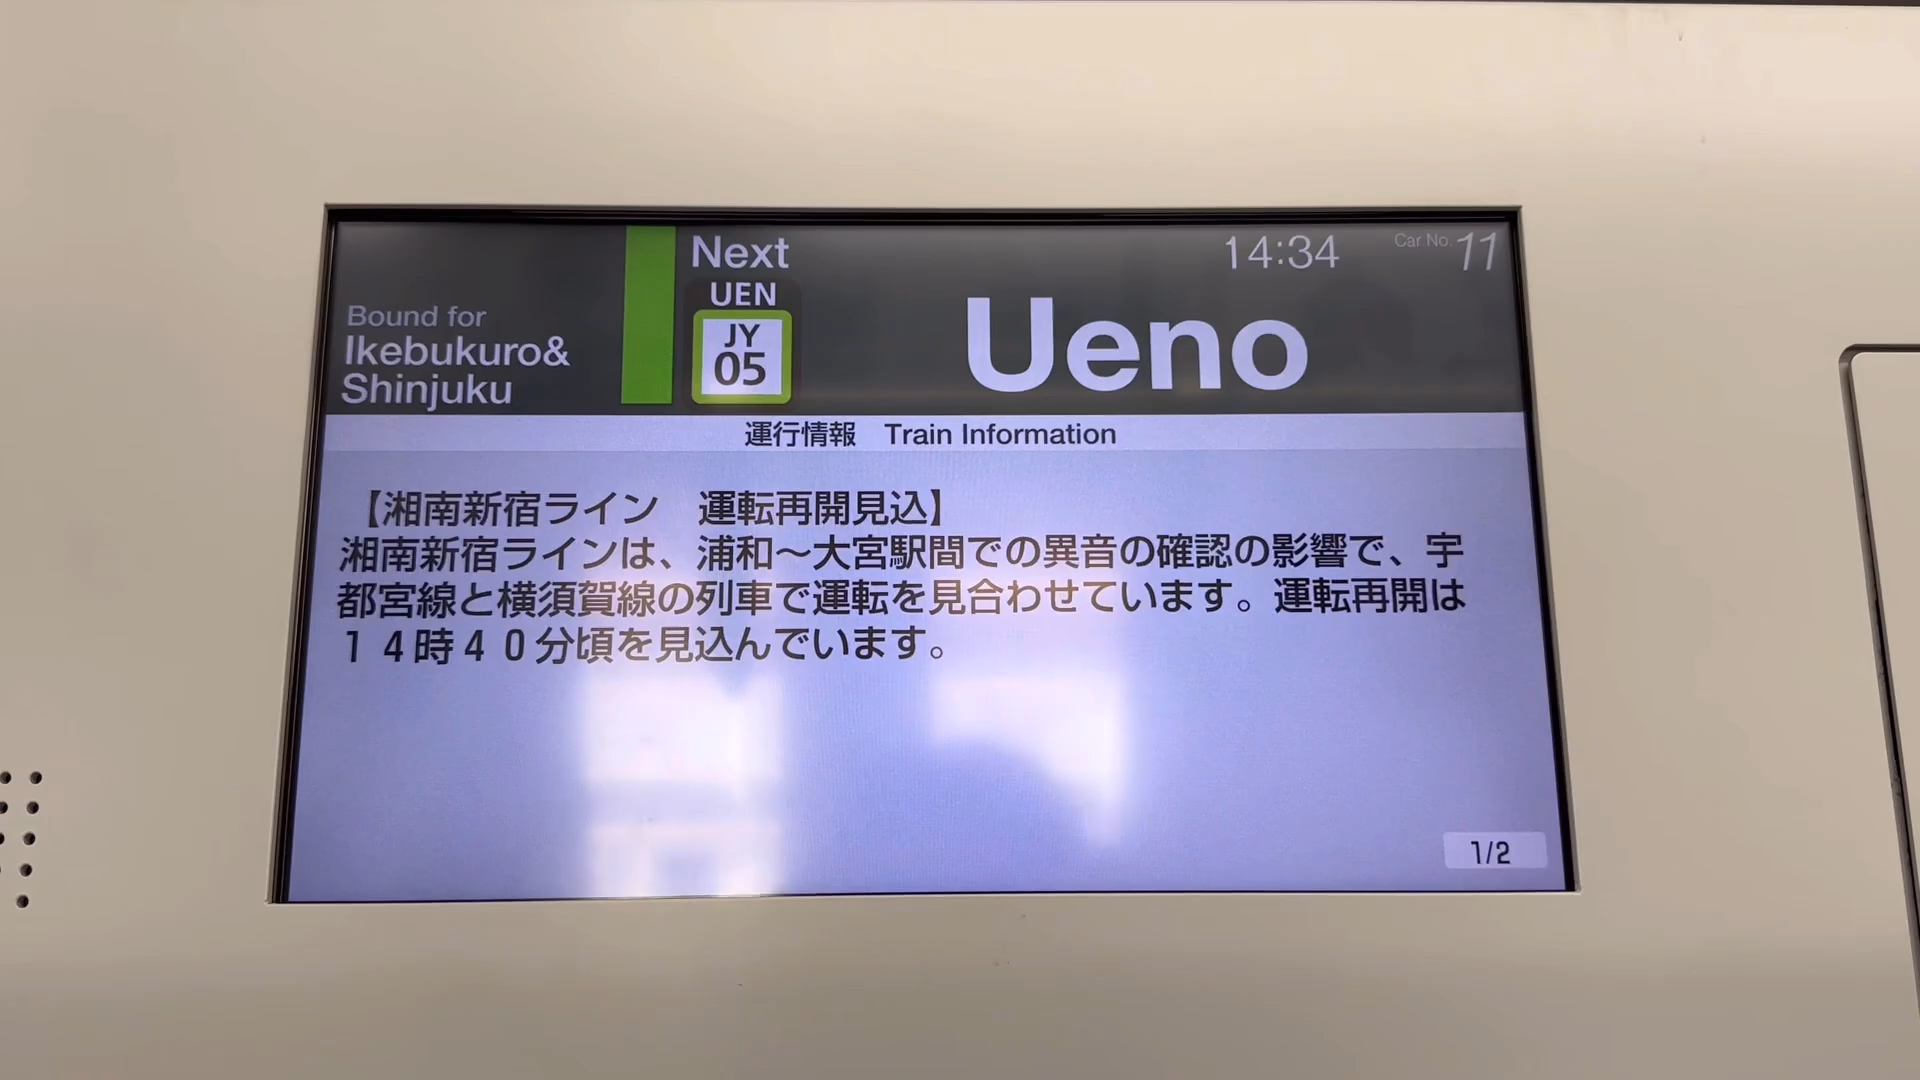 Next
14:34
Car No. 11
UEN
JY
05
Ueno
Bound for
Ikebukuro&
Shinjuku
運行情報　Train Information
【湘南新宿ライン　運転再開見込】
湘南新宿ラインは、浦和～大宮駅間での異音の確認の影響で、宇
都宮線と横須賀線の列車で運転を見合わせています。運転再開は
１４時４０分頃を見込んでいます。
1/2